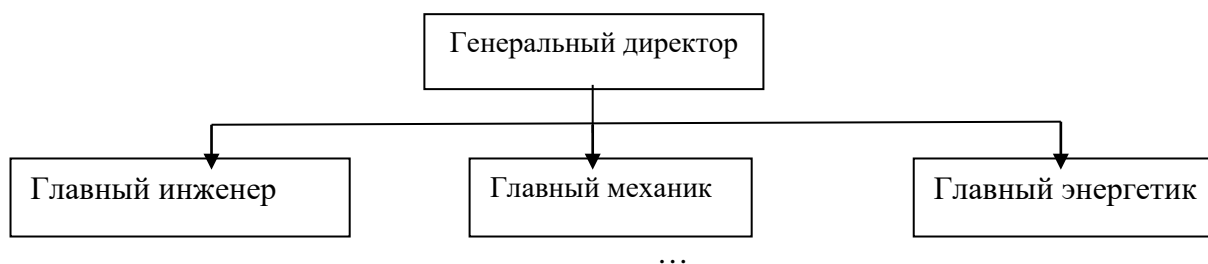 Генеральный директор
Главный инженер
Главный механик
Главный энергетик
…